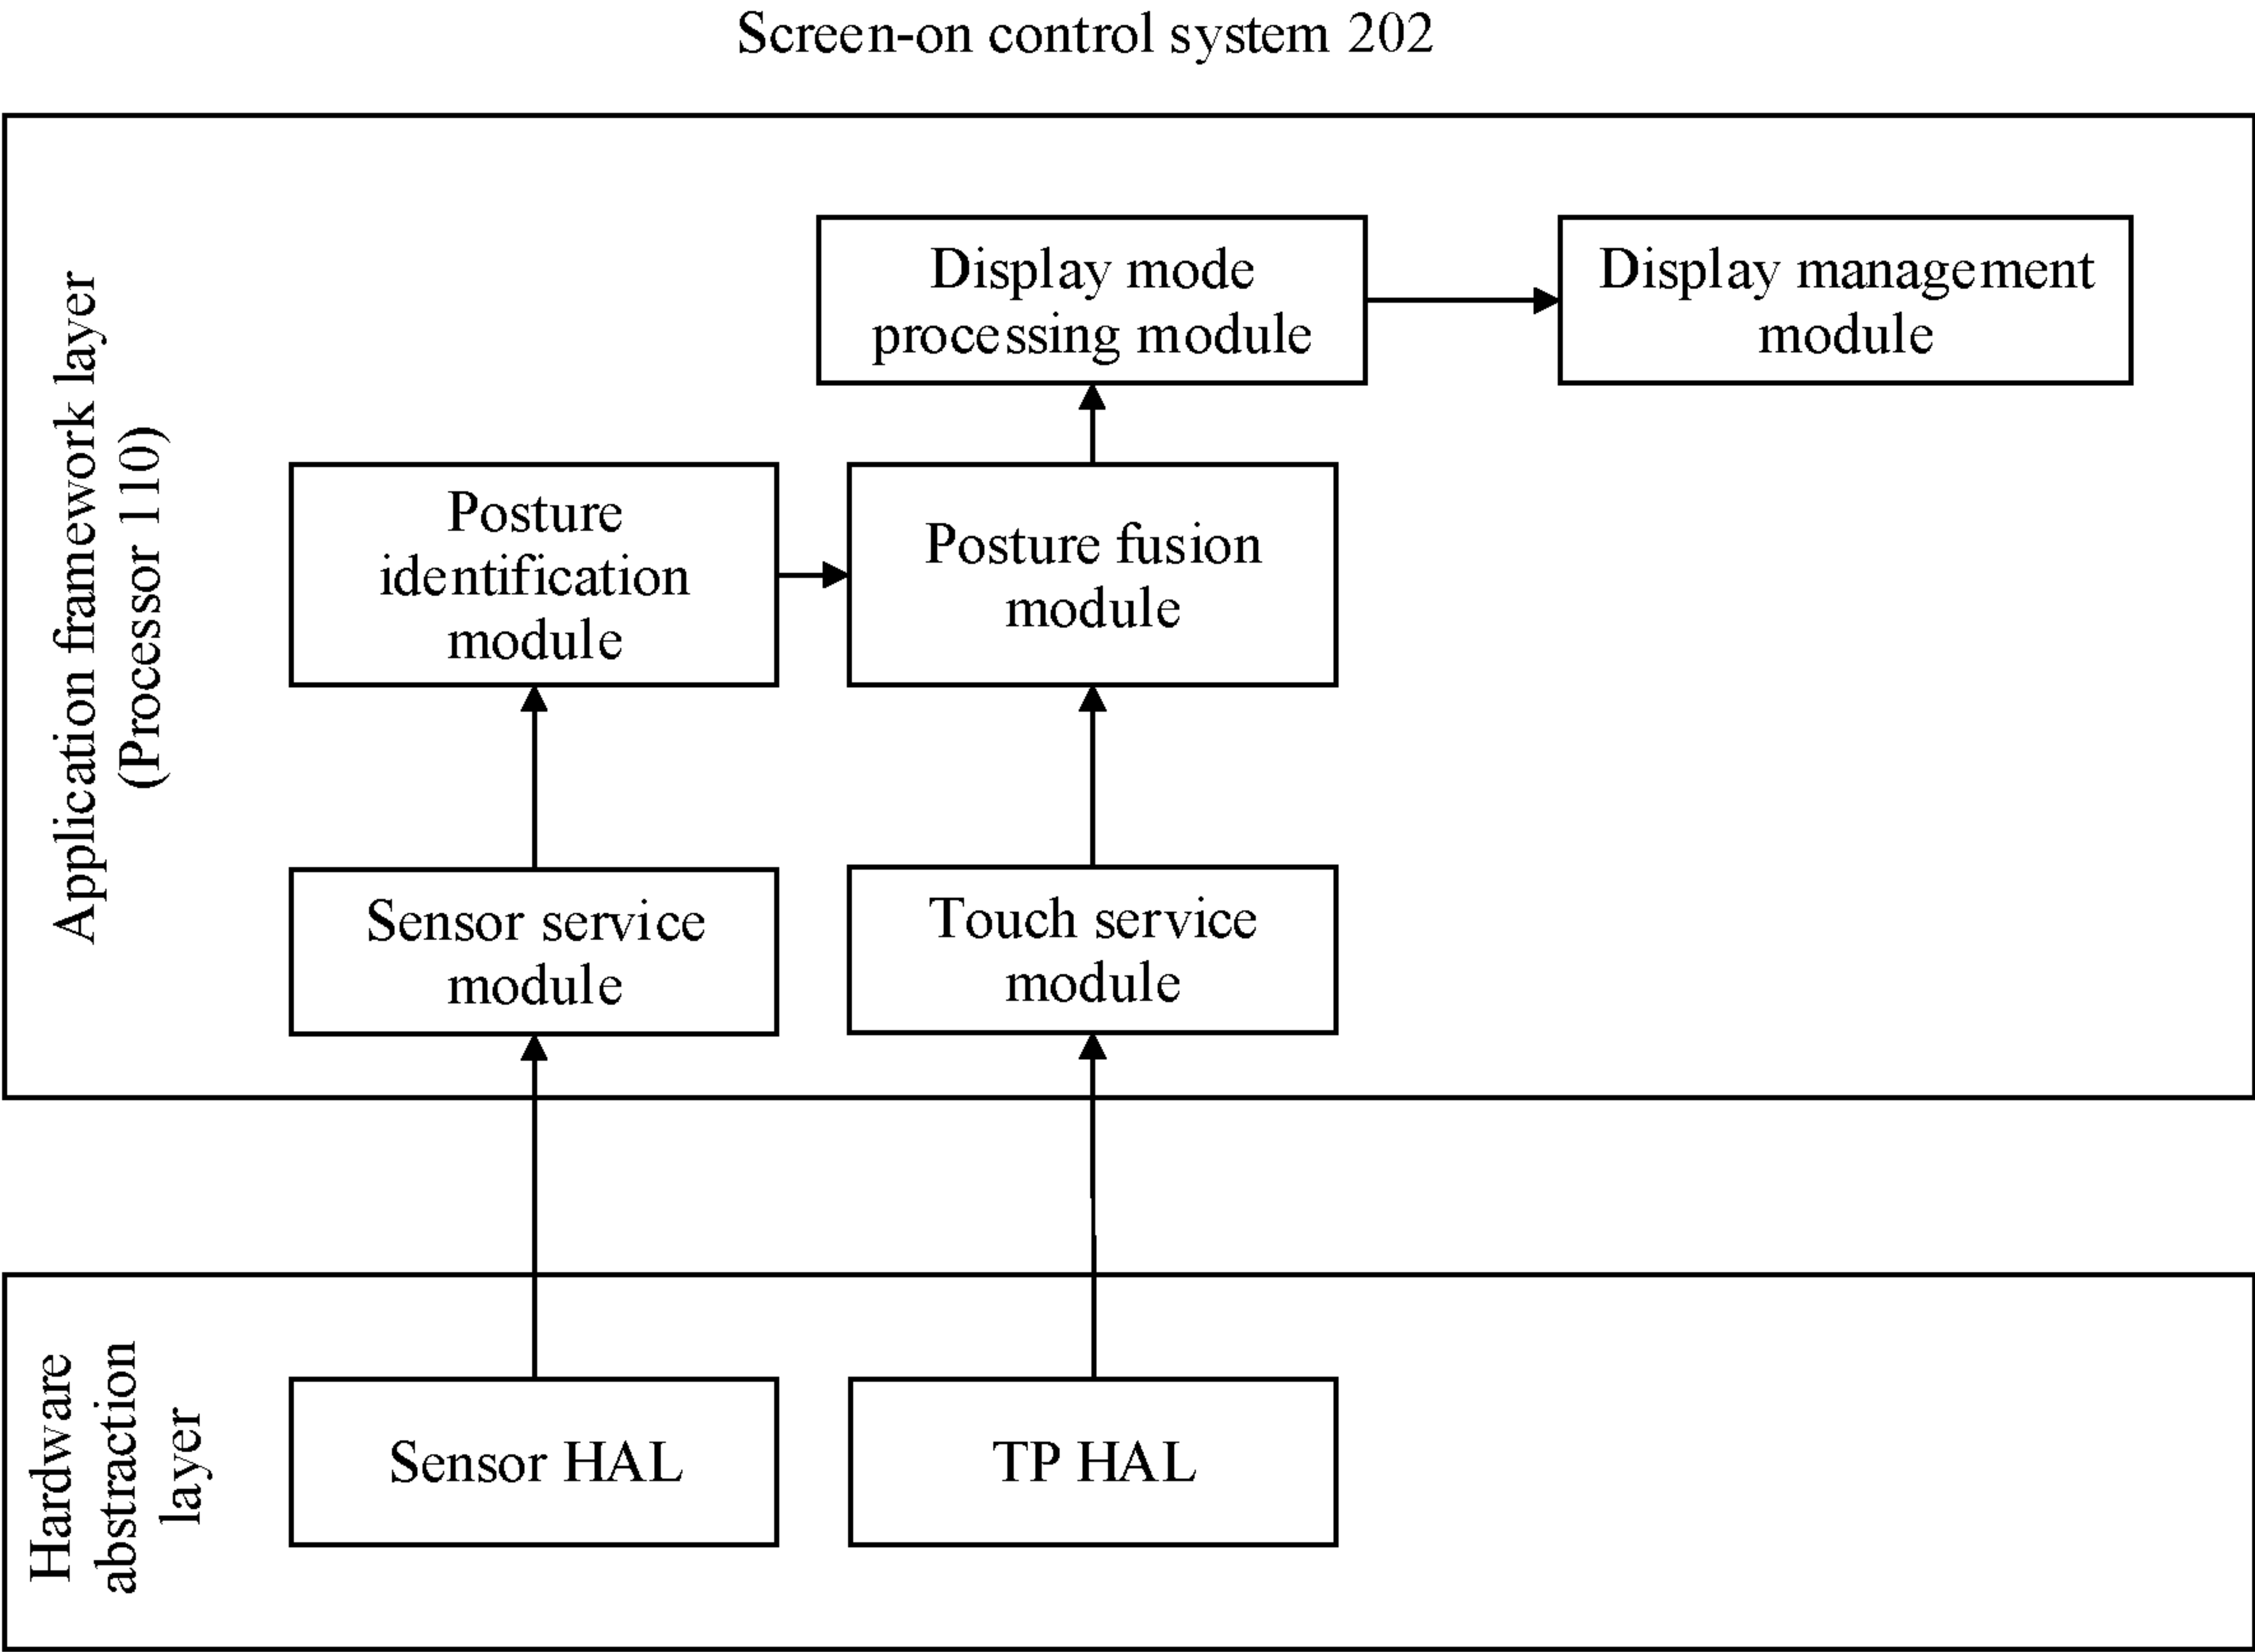 Screen-on control system 202
Application framework layer
(Processor 110)
Display mode
processing module
Display management
module
Posture
identification
module
Posture fusion
module
Sensor service
module
Touch service
module
Hardware
abstraction
layer
Sensor HAL
TP HAL